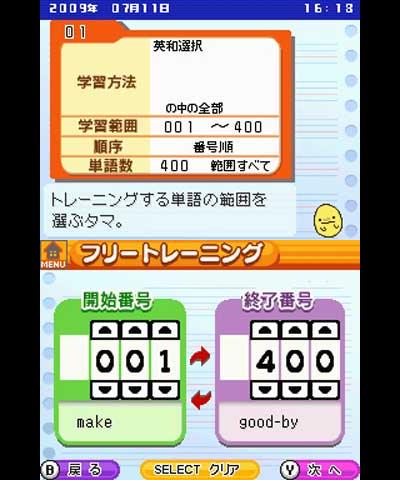 2009年 07月11日 16:13
01
英和選択
学習方法
の中の全部
学習範囲 001 ～400
順序 番号順
単語数 400 範囲すべて
トレーニングする単語の範囲を
選ぶタマ。
MENU フリートレーニング
開始番号 終了番号
001 400
make good-by
B 戻る SELECT クリア Y 次へ